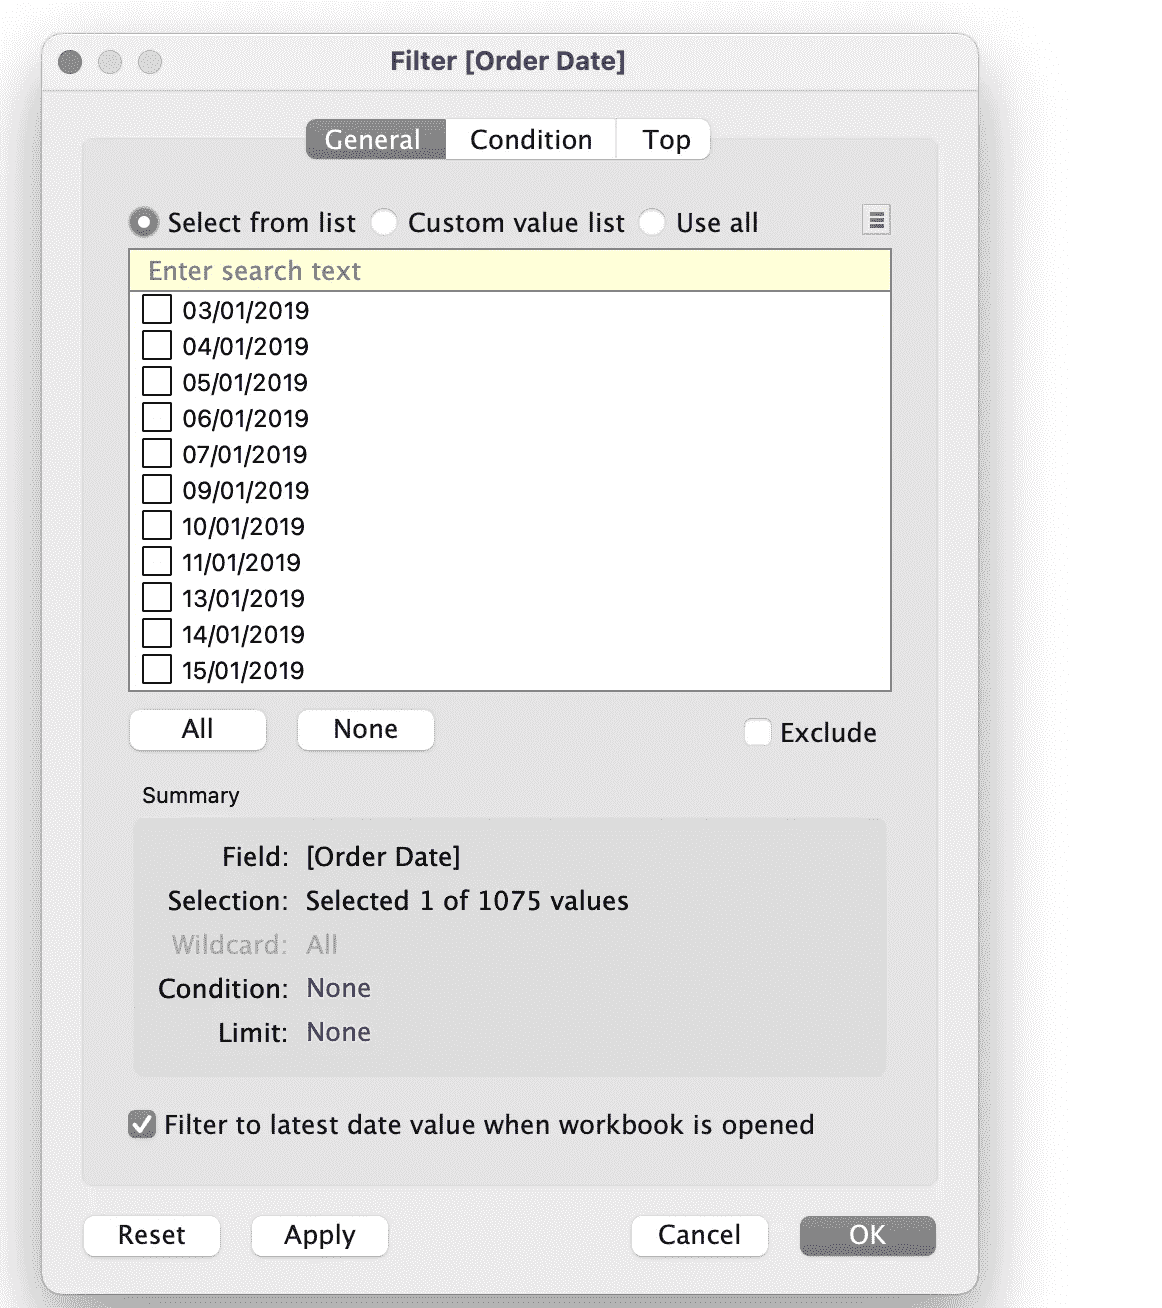 Filter [Order Date]
General Condition Top
Select from list Custom value list Use all
Enter search text
03/01/2019
04/01/2019
05/01/2019
06/01/2019
07/01/2019
09/01/2019
10/01/2019
11/01/2019
13/01/2019
14/01/2019
15/01/2019
All None Exclude
Summary
Field: [Order Date]
Selection: Selected 1 of 1075 values
Wildcard: All
Condition: None
Limit: None
Filter to latest date value when workbook is opened
Reset Apply Cancel OK